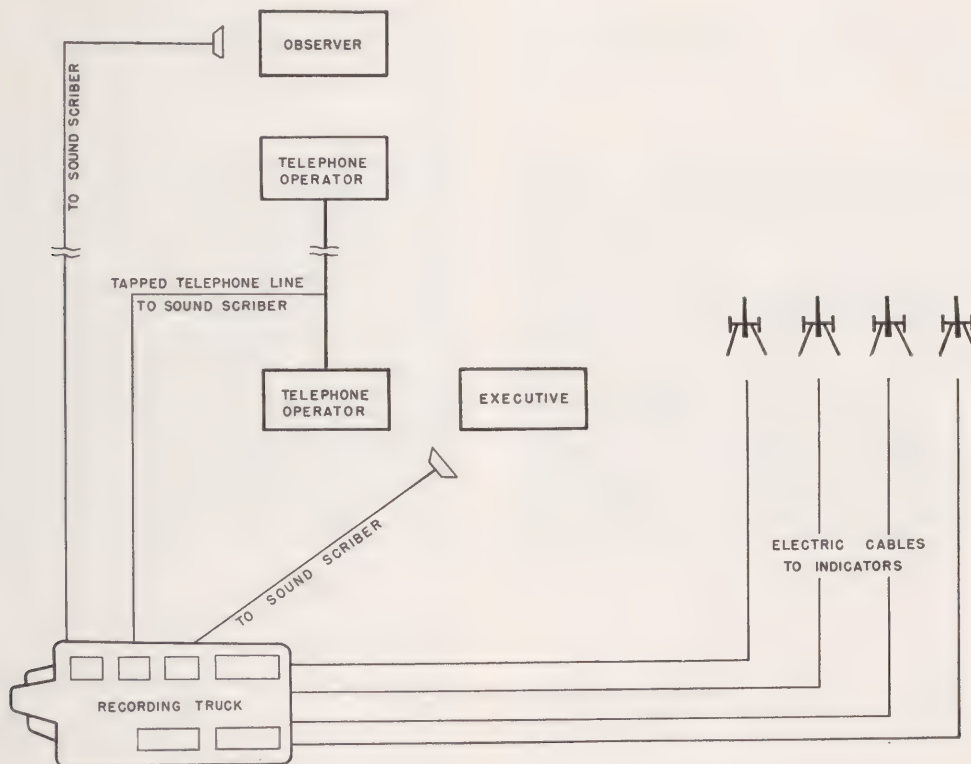 OBSERVER
TO SOUND SCRIBER
TELEPHONE
OPERATOR
TAPPED TELEPHONE LINE
TO SOUND SCRIBER
TELEPHONE
OPERATOR
EXECUTIVE
TO SOUND SCRIBER
ELECTRIC CABLES
TO INDICATORS
RECORDING TRUCK